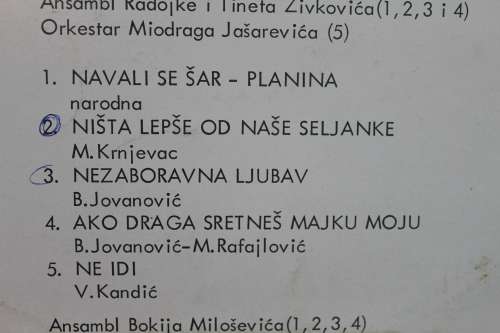 Ansambl Radojke i Tineta Živkovića(1,2,3 i 4)
Orkestar Miodraga Jašarevića (5)
1. NAVALI SE ŠAR – PLANINA
narodna
2. NIŠTA LEPŠE OD NAŠE SELJANKE
M.Krnjevac
3. NEZABORAVNA LJUBAV
B.Jovanović
4. AKO DRAGA SRETNEŠ MAJKU MOJU
B.Jovanović–M.Rafajlović
5. NE IDI
V.Kandić
Ansambl Bokija Miloševića(1,2,3,4)